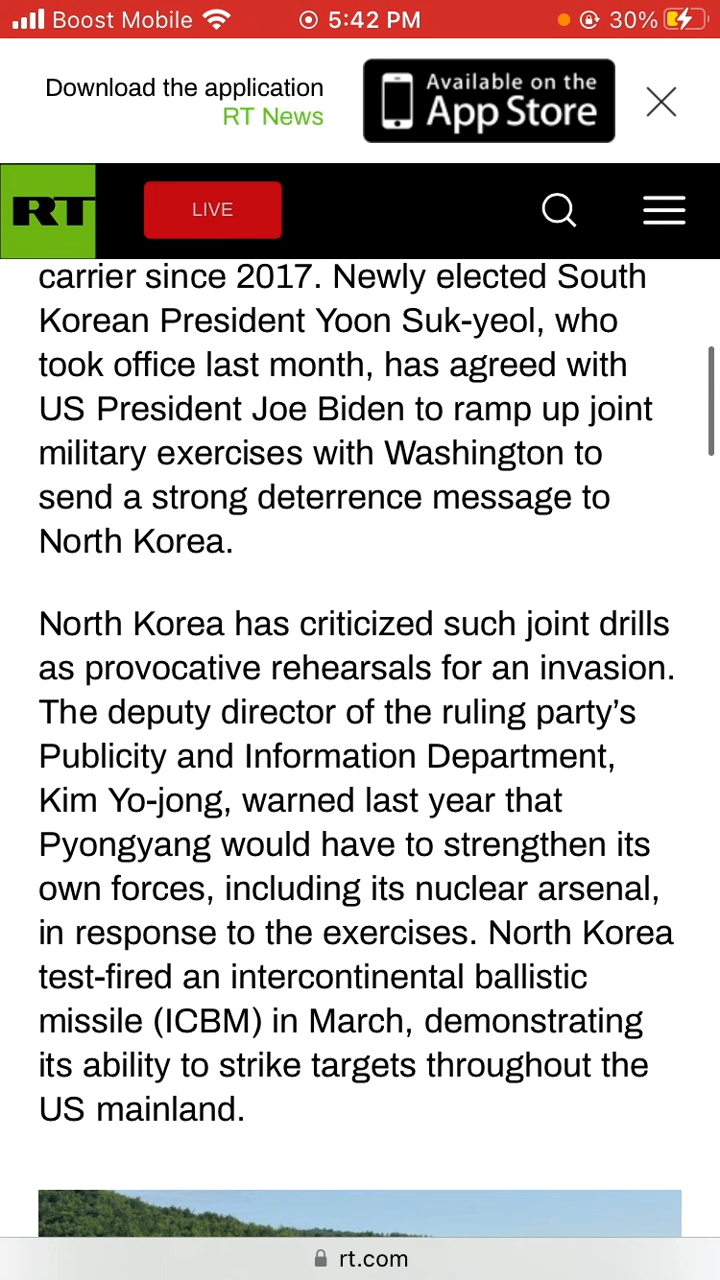 Boost Mobile 5:42 PM 30%
Download the application
RT News
Available on the
App Store
RT
LIVE
carrier since 2017. Newly elected South
Korean President Yoon Suk-yeol, who
took office last month, has agreed with
US President Joe Biden to ramp up joint
military exercises with Washington to
send a strong deterrence message to
North Korea.
North Korea has criticized such joint drills
as provocative rehearsals for an invasion.
The deputy director of the ruling party’s
Publicity and Information Department,
Kim Yo-jong, warned last year that
Pyongyang would have to strengthen its
own forces, including its nuclear arsenal,
in response to the exercises. North Korea
test-fired an intercontinental ballistic
missile (ICBM) in March, demonstrating
its ability to strike targets throughout the
US mainland.
rt.com